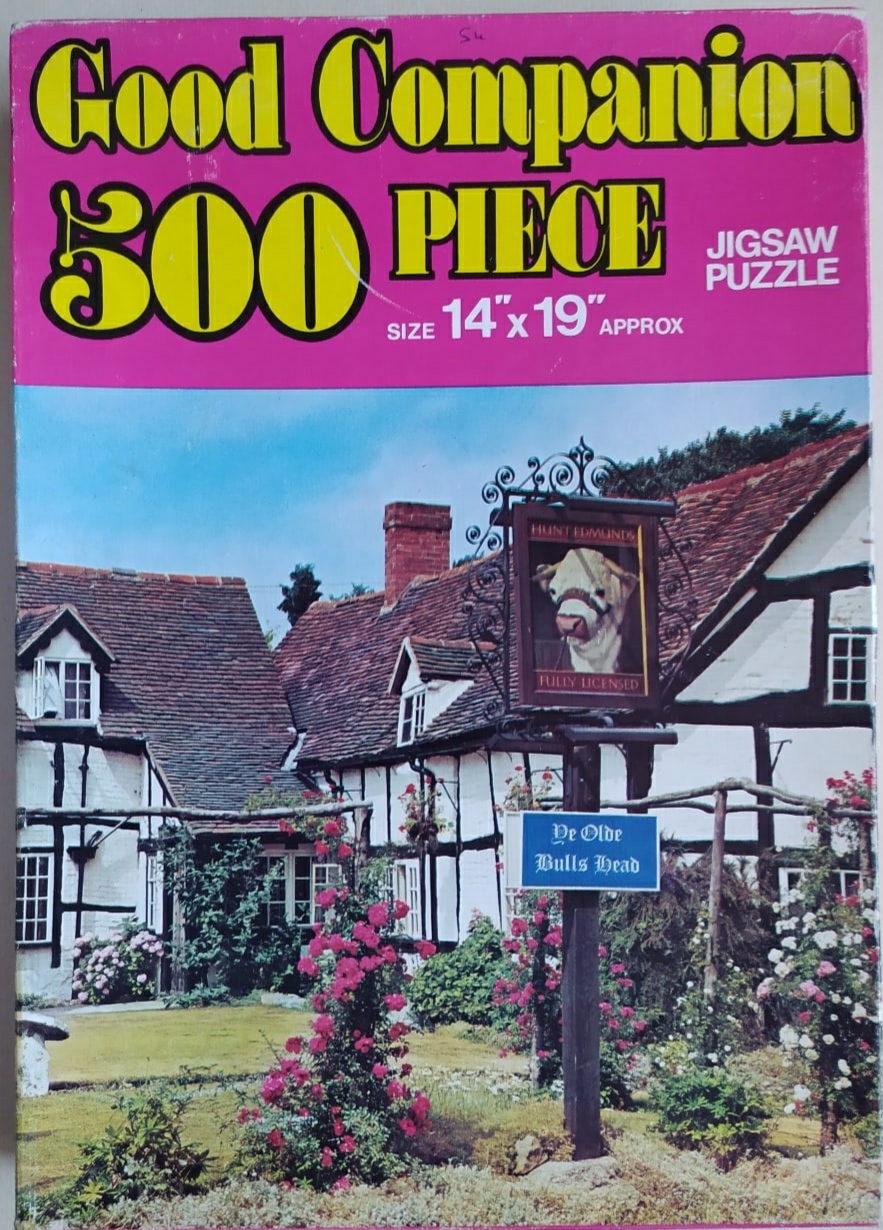 Good Companion
500 PIECE
JIGSAW
PUZZLE
SIZE 14" x 19" APPROX
HUNT EDMUNDS
FULLY LICENSED
Ye Olde
Bulls Head